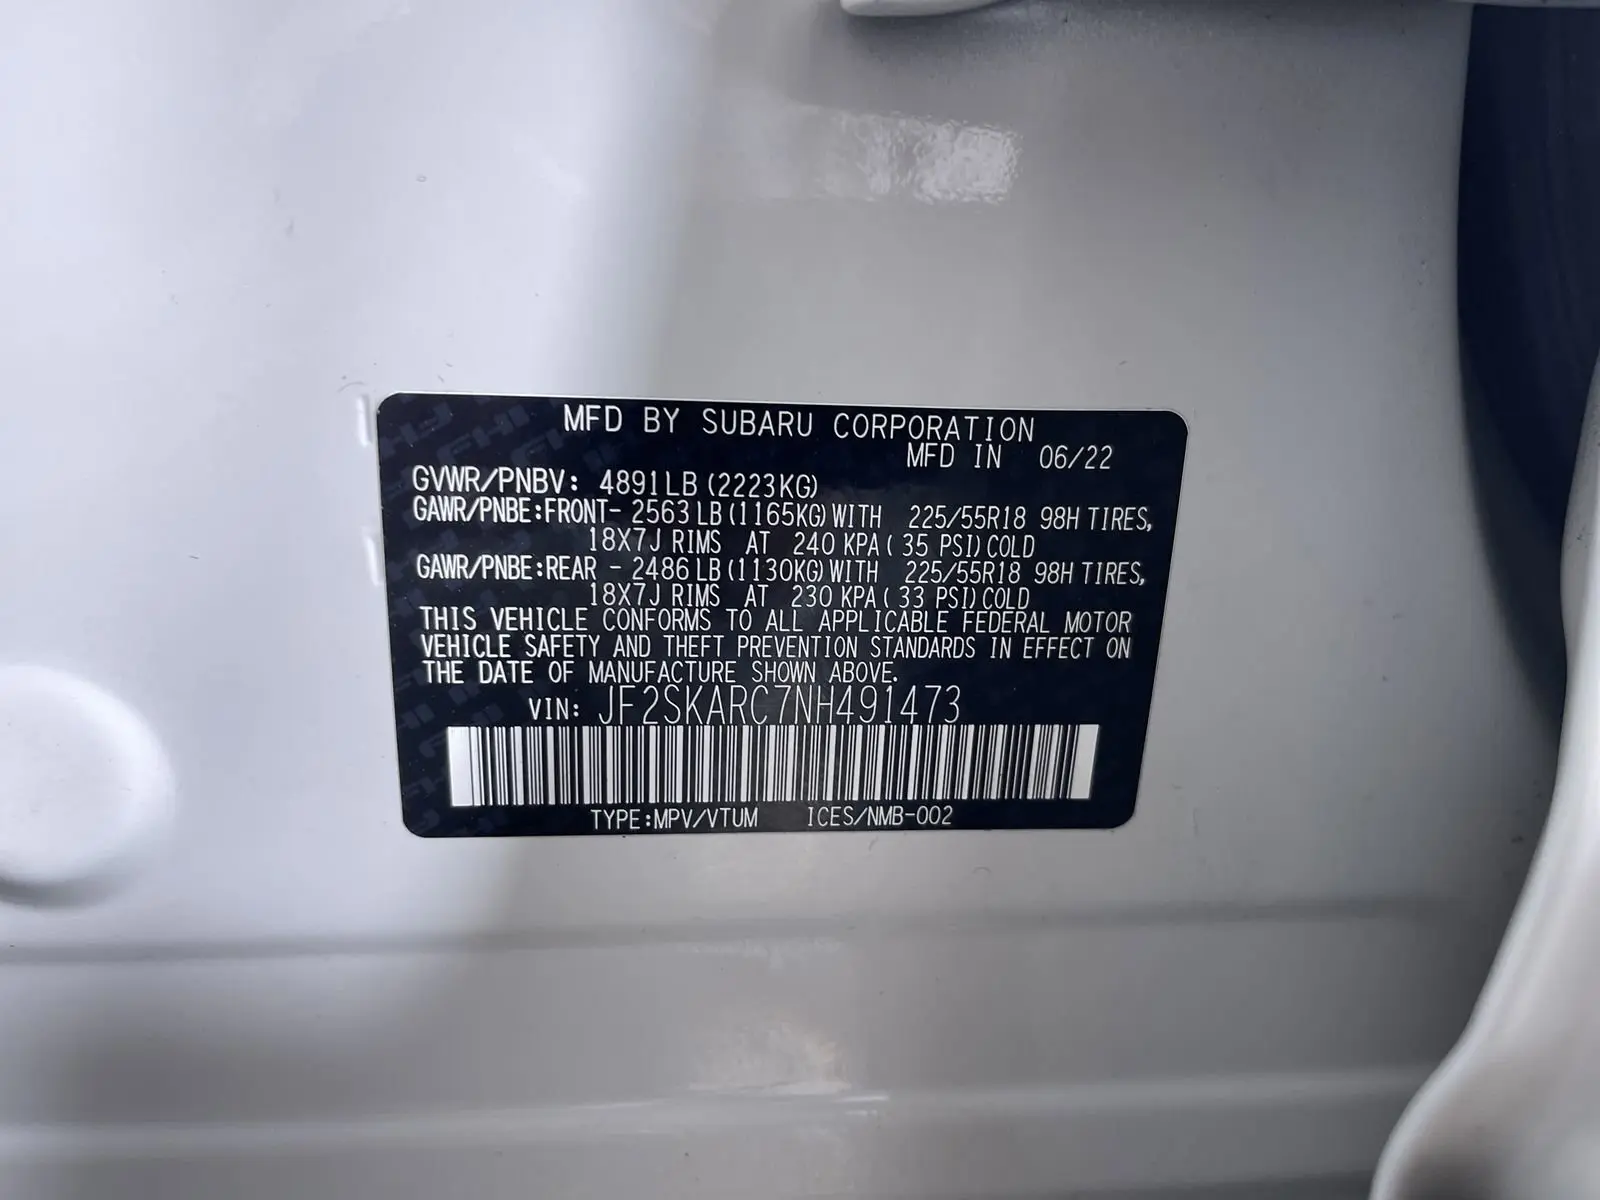 MFD BY SUBARU CORPORATION
MFD IN 06/22
GVWR/PNBV: 4891LB (2223KG)
GAWR/PNBE:FRONT- 2563LB(1165KG)WITH 225/55R18 98H TIRES,
18X7J RIMS AT 240 KPA( 35 PSI)COLD
GAWR/PNBE:REAR - 2486LB(1130KG)WITH 225/55R18 98H TIRES,
18X7J RIMS AT 230 KPA( 33 PSI)COLD
THIS VEHICLE CONFORMS TO ALL APPLICABLE FEDERAL MOTOR
VEHICLE SAFETY AND THEFT PREVENTION STANDARDS IN EFFECT ON
THE DATE OF MANUFACTURE SHOWN ABOVE.
VIN: JF2SKARC7NH491473
TYPE:MPV/VTUM ICES/NMB-002